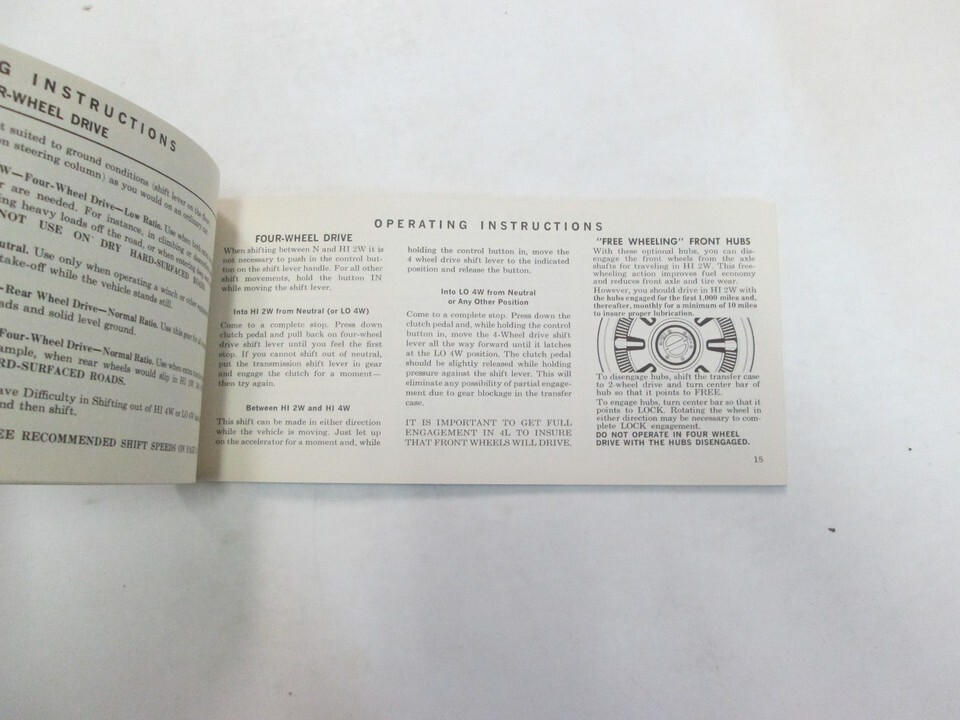 G INSTRUCTIONS
R-WHEEL DRIVE
t suited to ground conditions (shift lever on the floor
on steering column) as you would on an ordinary car
W—Four-Wheel Drive—Low Ratio. Use when both extra
r are needed. For instance, in climbing or descending
ing heavy loads off the road, or when entering deep
NOT USE ON DRY HARD-SURFACED ROADS.
utral. Use only when operating a winch or other
take-off while the vehicle stands still.
-Rear Wheel Drive—Normal Ratio. Use this gear for
ads and solid level ground.
Four-Wheel Drive—Normal Ratio. Use when extra
ample, when rear wheels would slip in HI 2W
RD-SURFACED ROADS.
ave Difficulty in Shifting out of HI 4W or LO 4W
nd then shift.
EE RECOMMENDED SHIFT SPEEDS ON PAGE
OPERATING INSTRUCTIONS
FOUR-WHEEL DRIVE
When shifting between N and HI 2W it is
not necessary to push in the control but-
ton on the shift lever handle. For all other
shift movements, hold the button IN
while moving the shift lever.
Into HI 2W from Neutral (or LO 4W)
Come to a complete stop. Press down
clutch pedal and pull back on four-wheel
drive shift lever until you feel the first
stop. If you cannot shift out of neutral,
put the transmission shift lever in gear
and engage the clutch for a moment—
then try again.
Between HI 2W and HI 4W
This shift can be made in either direction
while the vehicle is moving. Just let up
on the accelerator for a moment and, while
holding the control button in, move the
4 wheel drive shift lever to the indicated
position and release the button.
Into LO 4W from Neutral
or Any Other Position
Come to a complete stop. Press down the
clutch pedal and, while holding the control
button in, move the 4-Wheel drive shift
lever all the way forward until it latches
at the LO 4W position. The clutch pedal
should be slightly released while holding
pressure against the shift lever. This will
eliminate any possibility of partial engage-
ment due to gear blockage in the transfer
case.
IT IS IMPORTANT TO GET FULL
ENGAGEMENT IN 4L TO INSURE
THAT FRONT WHEELS WILL DRIVE.
"FREE WHEELING" FRONT HUBS
With these optional hubs, you can dis-
engage the front wheels from the axle
shafts for traveling in HI 2W. This free-
wheeling action improves fuel economy
and reduces front axle and tire wear.
However, you should drive in HI 2W with
the hubs engaged for the first 1,000 miles and,
thereafter, monthly for a minimum of 10 miles
to insure proper lubrication.
To disengage hubs, shift the transfer case
to 2-wheel drive and turn center bar of
hub so that it points to FREE.
To engage hubs, turn center bar so that it
points to LOCK. Rotating the wheel in
either direction may be necessary to com-
plete LOCK engagement.
DO NOT OPERATE IN FOUR WHEEL
DRIVE WITH THE HUBS DISENGAGED.
15